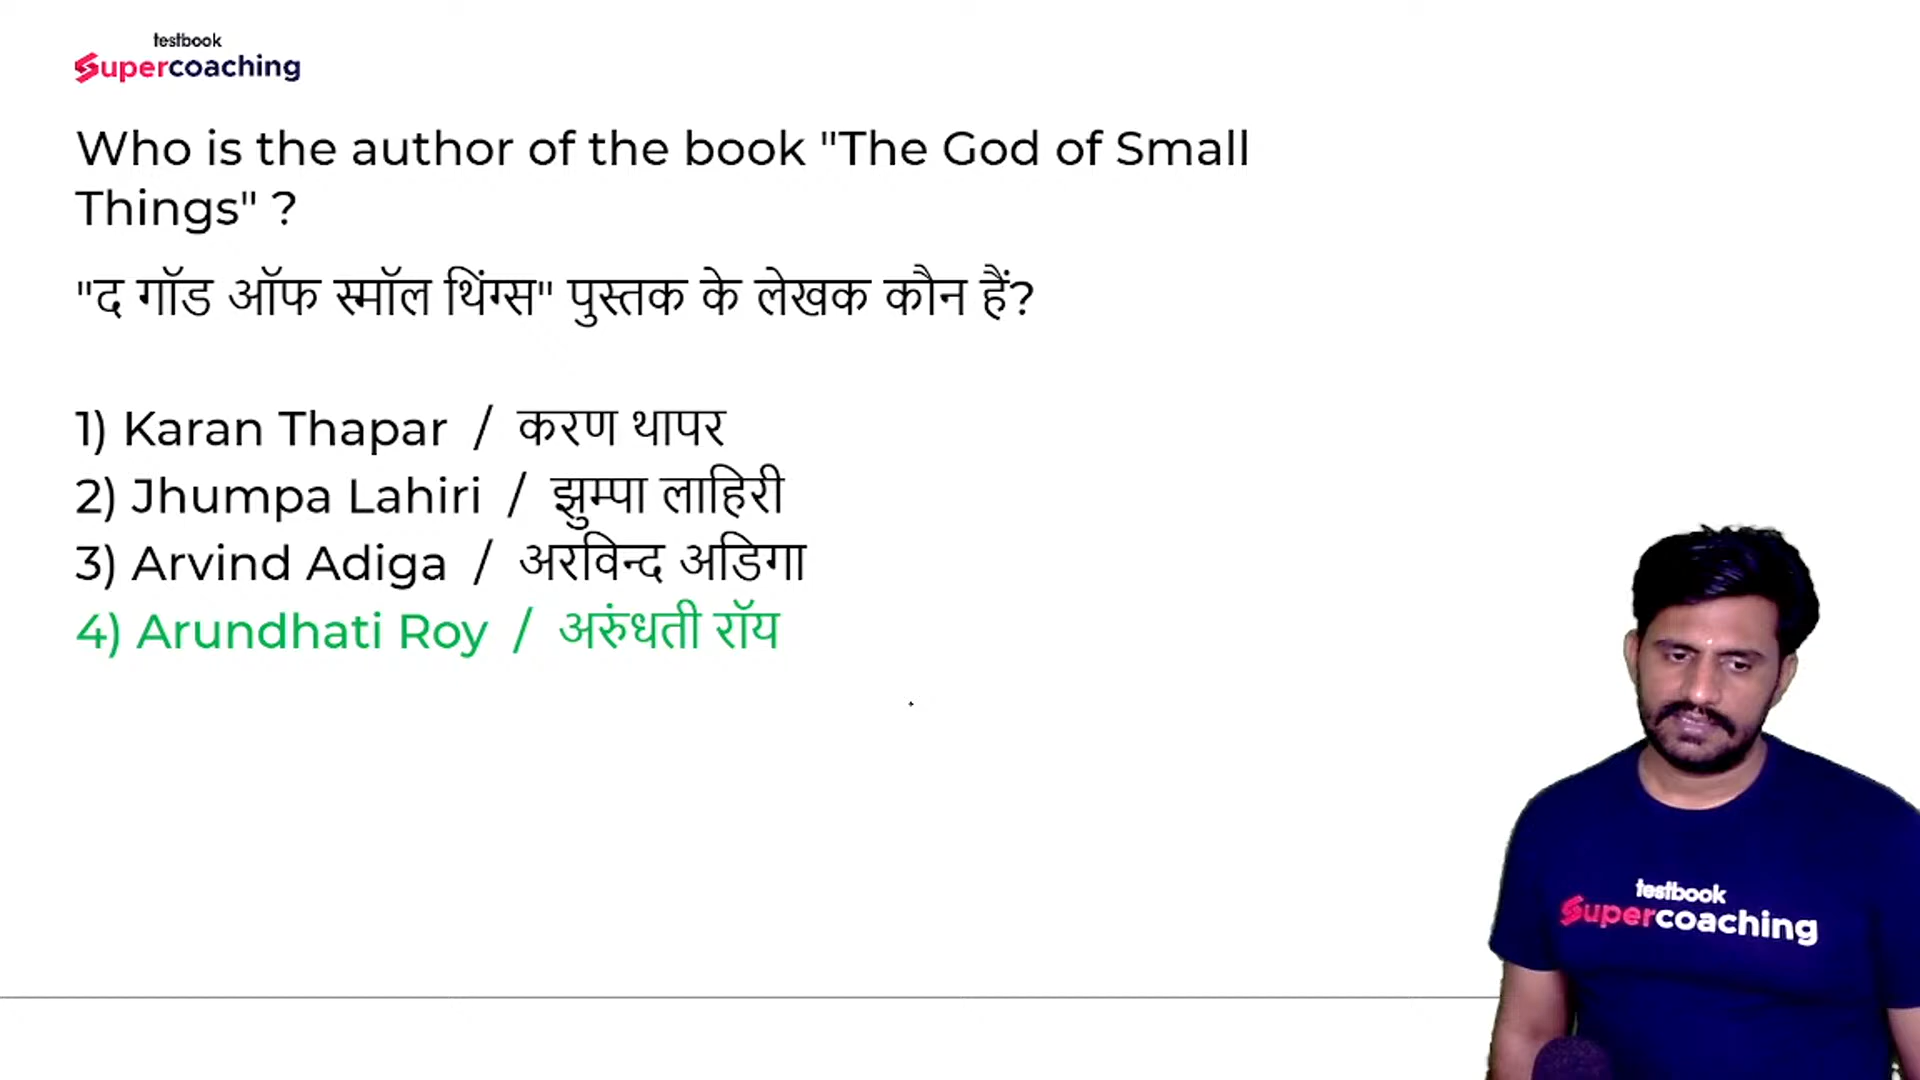 testbook
Supercoaching
Who is the author of the book "The God of Small
Things" ?
"द गॉड ऑफ स्मॉल थिंग्स" पुस्तक के लेखक कौन हैं?
1) Karan Thapar / करण थापर
2) Jhumpa Lahiri / झुम्पा लाहिरी
3) Arvind Adiga / अरविन्द अडिगा
4) Arundhati Roy / अरुंधती रॉय
testbook
Supercoaching